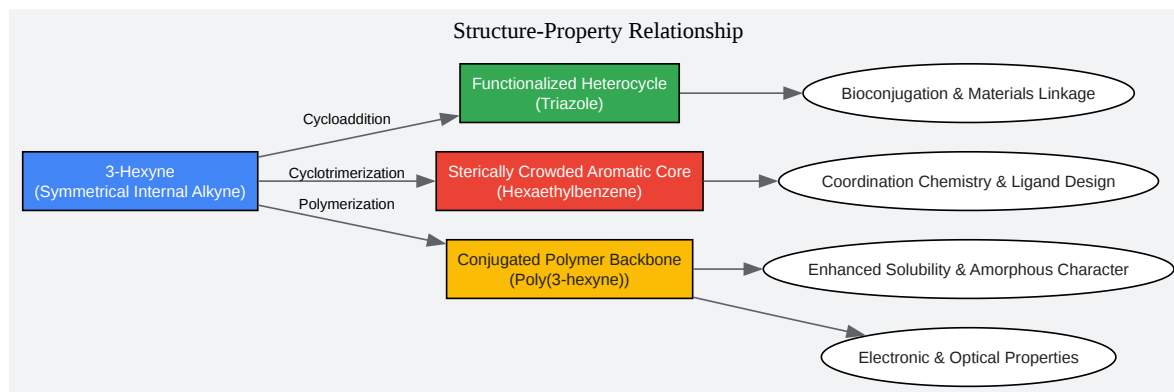 Structure-Property Relationship
Functionalized Heterocycle
(Triazole)
Bioconjugation & Materials Linkage
Cycloaddition
3-Hexyne
(Symmetrical Internal Alkyne)
Cyclotrimerization
Sterically Crowded Aromatic Core
(Hexaethylbenzene)
Coordination Chemistry & Ligand Design
Polymerization
Conjugated Polymer Backbone
(Poly(3-hexyne))
Enhanced Solubility & Amorphous Character
Electronic & Optical Properties